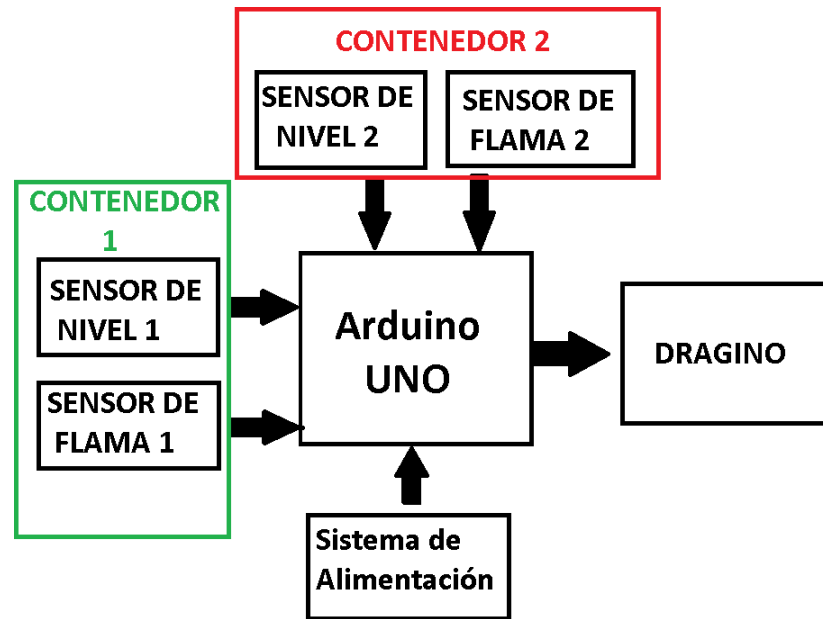 CONTENEDOR 2
SENSOR DE
NIVEL 2
SENSOR DE
FLAMA 2
CONTENEDOR
1
SENSOR DE
NIVEL 1
SENSOR DE
FLAMA 1
Arduino
UNO
DRAGINO
Sistema de
Alimentación